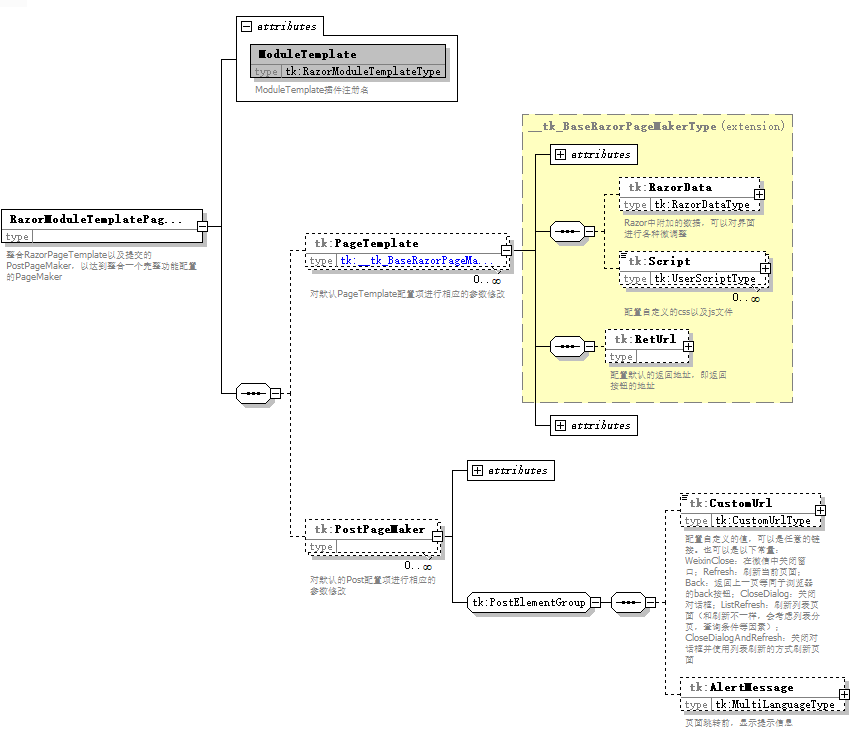 attributes
ModuleTemplate
type tk:RazorModuleTemplateType
ModuleTemplate插件注册名
__tk_BaseRazorPageMakerType (extension)
attributes
tk:RazorData
type tk:RazorDataType
Razor中附加的数据，可以对界面
进行各种微调整
RazorModuleTemplatePag...
type
整合RazorPageTemplate以及提交的
PostPageMaker，以达到整合一个完整功能配置
的PageMaker
tk:PageTemplate
type tk:__tk_BaseRazorPageMa...
0..∞
对默认PageTemplate配置项进行相应的参数修改
tk:Script
type tk:UserScriptType
0..∞
配置自定义的css以及js文件
tk:RetUrl
type
配置默认的返回地址，即返回
按钮的地址
attributes
attributes
tk:PostPageMaker
type
0..∞
对默认的Post配置项进行相应的
参数修改
tk:PostElementGroup
tk:CustomUrl
type tk:CustomUrlType
配置自定义的值，可以是任意的链
接。也可以是以下常量：
WeixinClose：在微信中关闭窗
口；Refresh：刷新当前页面；
Back：返回上一页等同于浏览器
的back按钮；CloseDialog：关闭
对话框；ListRefresh：刷新列表页
面（和刷新不一样，会考虑列表分
页，查询条件等因素）；
CloseDialogAndRefresh：关闭对
话框并使用列表刷新的方式刷新页
面
tk:AlertMessage
type tk:MultiLanguageType
页面跳转前，显示提示信息